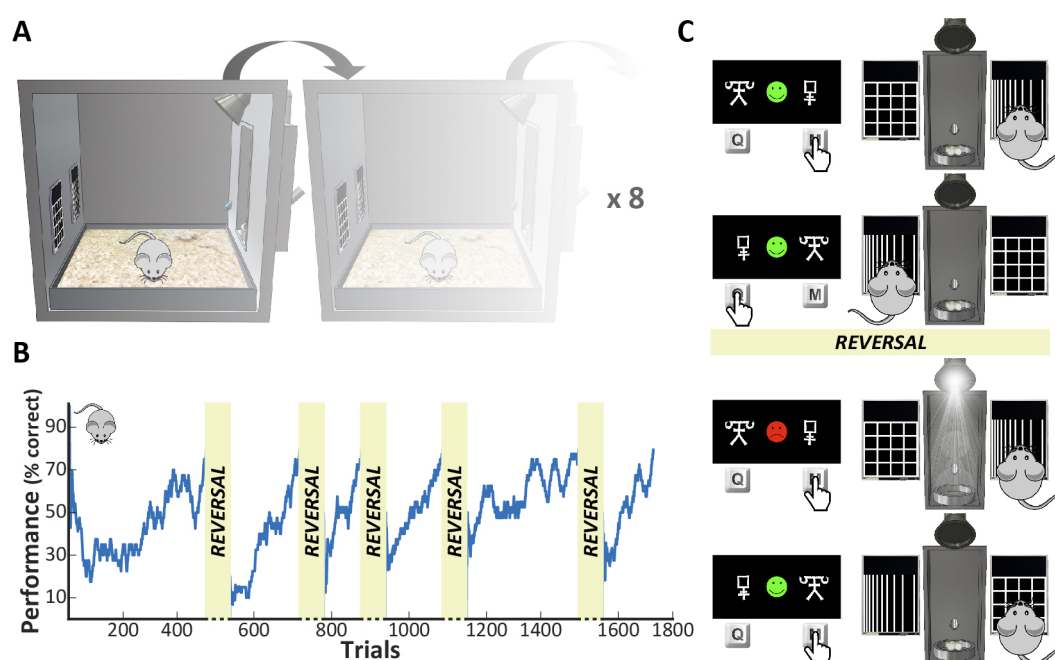 A
x 8
B
Performance (% correct)
90
70
50
30
10
REVERSAL
REVERSAL
REVERSAL
REVERSAL
REVERSAL
200
400
600
800
1000
1200
1400
1600
1800
Trials
C
Q
M
REVERSAL
Q
Q